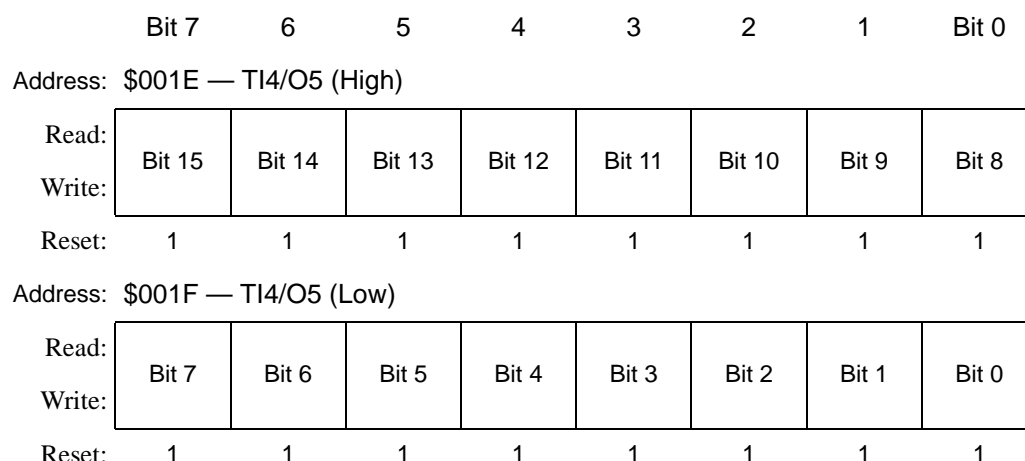 Bit 7 6 5 4 3 2 1 Bit 0
Address: $001E — TI4/O5 (High)
Read:
Bit 15 Bit 14 Bit 13 Bit 12 Bit 11 Bit 10 Bit 9 Bit 8
Write:
Reset: 1 1 1 1 1 1 1 1
Address: $001F — TI4/O5 (Low)
Read:
Bit 7 Bit 6 Bit 5 Bit 4 Bit 3 Bit 2 Bit 1 Bit 0
Write:
Reset: 1 1 1 1 1 1 1 1